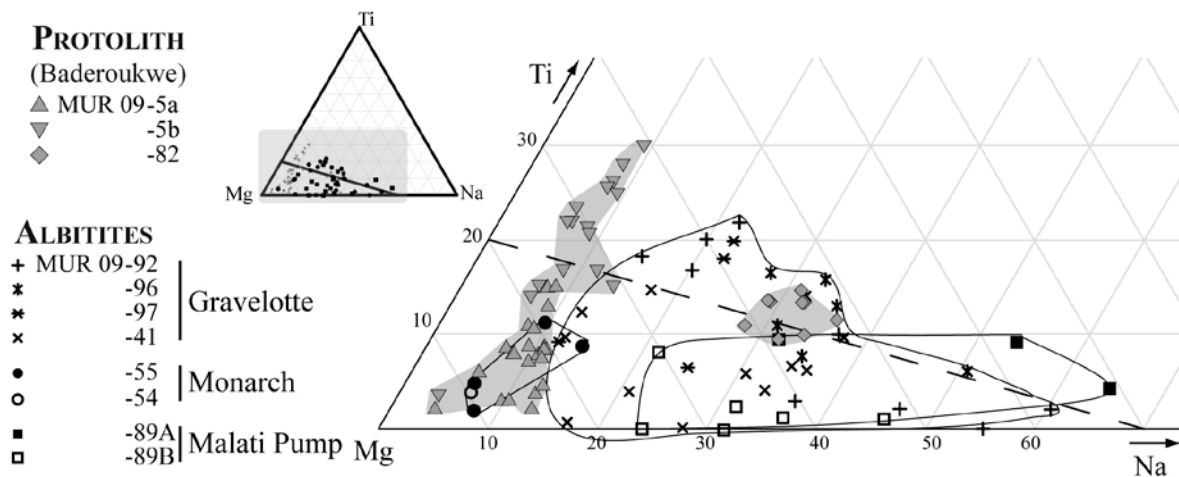 PROTOLITH
(Baderoukwe)
MUR 09-5a
-5b
-82
ALBITITES
MUR 09-92
-96
-97
-41
Gravelotte
-55
-54
Monarch
-89A
-89B
Malati Pump
Ti
Mg
Na
Ti
30
20
10
Mg
10
20
30
40
50
60
Na